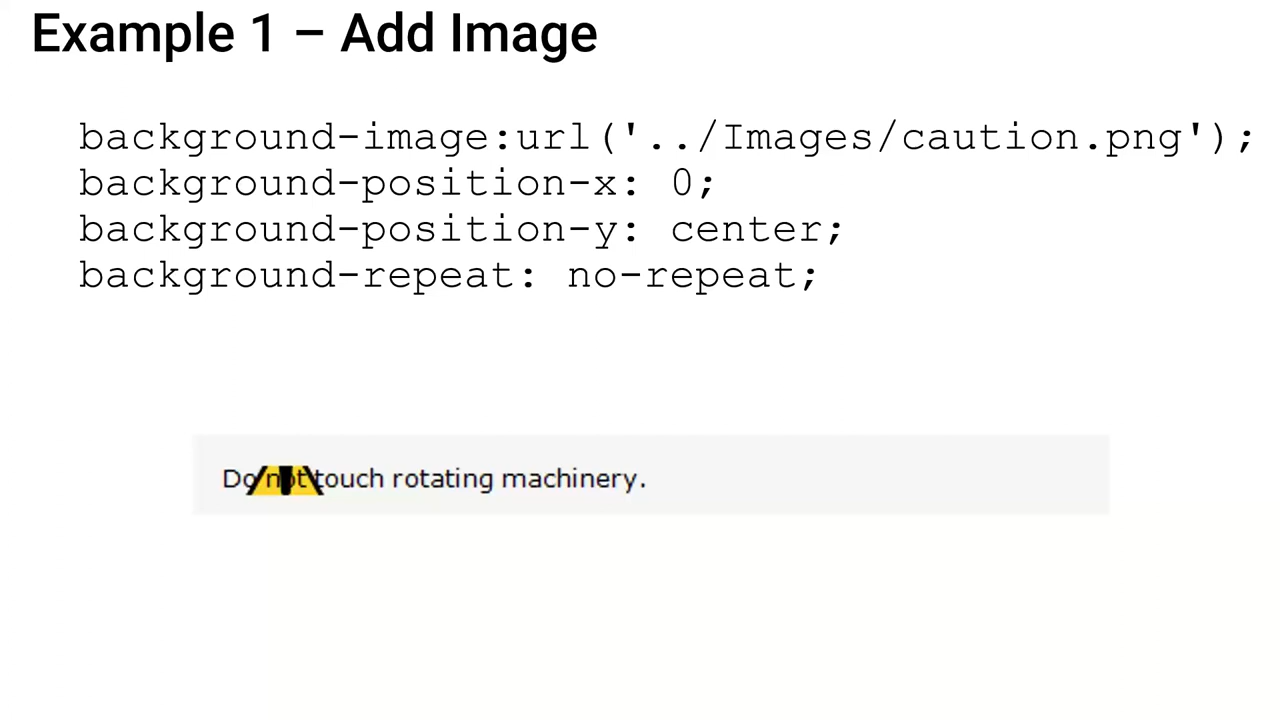 Example 1 – Add Image
background-image:url('../Images/caution.png');
background-position-x: 0;
background-position-y: center;
background-repeat: no-repeat;
Do not touch rotating machinery.